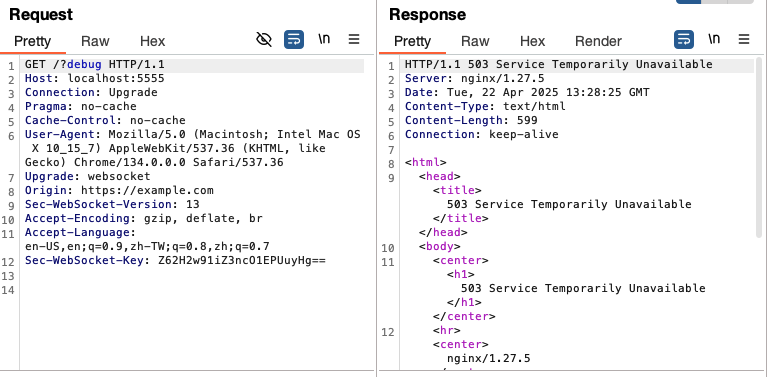 Request
Pretty Raw Hex \n
1 GET /?debug HTTP/1.1
2 Host: localhost:5555
3 Connection: Upgrade
4 Pragma: no-cache
5 Cache-Control: no-cache
6 User-Agent: Mozilla/5.0 (Macintosh; Intel Mac OS
X 10_15_7) AppleWebKit/537.36 (KHTML, like
Gecko) Chrome/134.0.0.0 Safari/537.36
7 Upgrade: websocket
8 Origin: https://example.com
9 Sec-WebSocket-Version: 13
10 Accept-Encoding: gzip, deflate, br
11 Accept-Language:
en-US,en;q=0.9,zh-TW;q=0.8,zh;q=0.7
12 Sec-WebSocket-Key: Z62H2w91iZ3ncO1EPUuyHg==
13
14
Response
Pretty Raw Hex Render \n
1 HTTP/1.1 503 Service Temporarily Unavailable
2 Server: nginx/1.27.5
3 Date: Tue, 22 Apr 2025 13:28:25 GMT
4 Content-Type: text/html
5 Content-Length: 599
6 Connection: keep-alive
7
8 <html>
9 <head>
<title>
503 Service Temporarily Unavailable
</title>
</head>
10 <body>
11 <center>
<h1>
503 Service Temporarily Unavailable
</h1>
</center>
12 <hr>
<center>
nginx/1.27.5